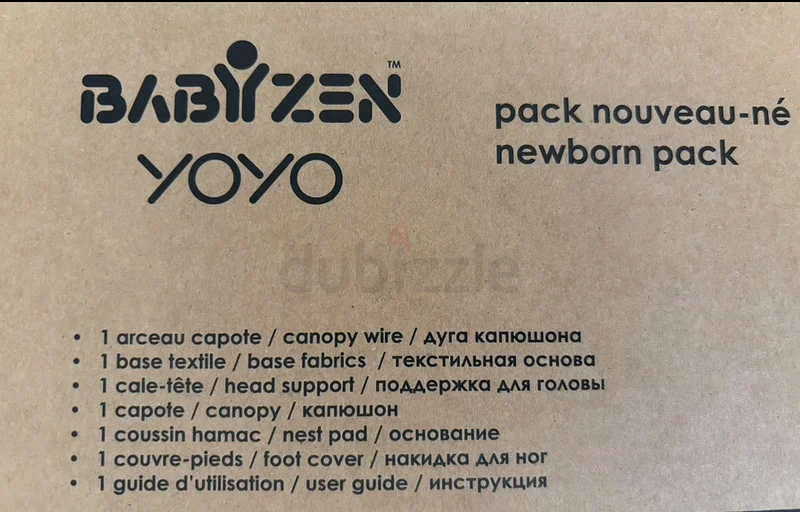 BABYZEN™
YOYO
pack nouveau-né
newborn pack
dubizzle
• 1 arceau capote / canopy wire / дуга капюшона
• 1 base textile / base fabrics / текстильная основа
• 1 cale-tête / head support / поддержка для головы
• 1 capote / canopy / капюшон
• 1 coussin hamac / nest pad / основание
• 1 couvre-pieds / foot cover / накидка для ног
• 1 guide d'utilisation / user guide / инструкция